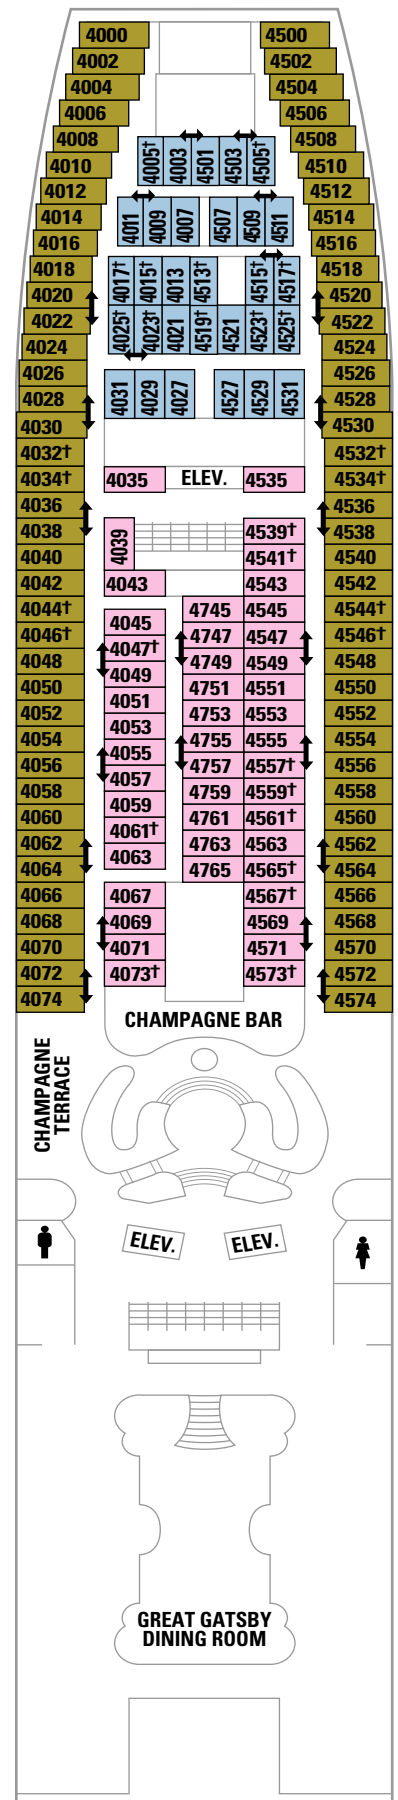 4000 4500
4002 4502
4004 4504
4006 4506
4008 4508
4005† 4003 4501 4503 4505†
4010 4510
4012 4512
4011 4009 4007 4507 4509 4511
4014 4514
4016 4516
4018 4518
4017† 4015† 4013 4513† 4515† 4517†
4020 4520
4022 4522
4025† 4023† 4021 4519† 4521 4523† 4525†
4024 4524
4026 4526
4028 4528
4031 4029 4027 4527 4529 4531
4030 4530
4032† 4532†
4034† 4035 ELEV. 4535 4534†
4036 4536
4038 4039 4539† 4538
4040 4541† 4540
4042 4043 4543 4542
4044† 4745 4545 4544†
4046† 4045 4747 4547 4546†
4048 4047† 4749 4549 4548
4050 4049 4751 4551 4550
4052 4051 4753 4553 4552
4054 4053 4755 4555 4554
4056 4055 4757 4557† 4556
4058 4057 4759 4559† 4558
4060 4059 4761 4561† 4560
4062 4061† 4763 4563 4562
4064 4063 4765 4565† 4564
4066 4067 4567† 4566
4068 4069 4569 4568
4070 4071 4571 4570
4072 4073† 4573† 4572
4074 4574
CHAMPAGNE BAR
CHAMPAGNE
TERRACE
ELEV. ELEV.
GREAT GATSBY
DINING ROOM